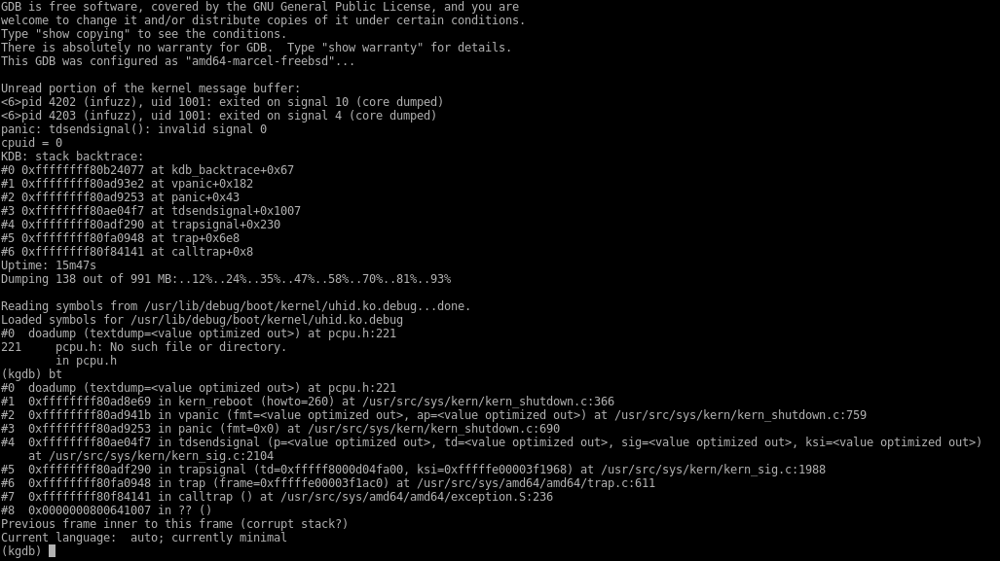 GDB is free software, covered by the GNU General Public License, and you are
welcome to change it and/or distribute copies of it under certain conditions.
Type "show copying" to see the conditions.
There is absolutely no warranty for GDB.  Type "show warranty" for details.
This GDB was configured as "amd64-marcel-freebsd"...

Unread portion of the kernel message buffer:
<6>pid 4202 (infuzz), uid 1001: exited on signal 10 (core dumped)
<6>pid 4203 (infuzz), uid 1001: exited on signal 4 (core dumped)
panic: tdsendsignal(): invalid signal 0
cpuid = 0
KDB: stack backtrace:
#0 0xffffffff80b24077 at kdb_backtrace+0x67
#1 0xffffffff80ad93e2 at vpanic+0x182
#2 0xffffffff80ad9253 at panic+0x43
#3 0xffffffff80ae04f7 at tdsendsignal+0x1007
#4 0xffffffff80adf290 at trapsignal+0x230
#5 0xffffffff80fa0948 at trap+0x6e8
#6 0xffffffff80f84141 at calltrap+0x8
Uptime: 15m47s
Dumping 138 out of 991 MB:..12%..24%..35%..47%..58%..70%..81%..93%

Reading symbols from /usr/lib/debug/boot/kernel/uhid.ko.debug...done.
Loaded symbols for /usr/lib/debug/boot/kernel/uhid.ko.debug
#0  doadump (textdump=<value optimized out>) at pcpu.h:221
221     pcpu.h: No such file or directory.
        in pcpu.h
(kgdb) bt
#0  doadump (textdump=<value optimized out>) at pcpu.h:221
#1  0xffffffff80ad8e69 in kern_reboot (howto=260) at /usr/src/sys/kern/kern_shutdown.c:366
#2  0xffffffff80ad941b in vpanic (fmt=<value optimized out>, ap=<value optimized out>) at /usr/src/sys/kern/kern_shutdown.c:759
#3  0xffffffff80ad9253 in panic (fmt=0x0) at /usr/src/sys/kern/kern_shutdown.c:690
#4  0xffffffff80ae04f7 in tdsendsignal (p=<value optimized out>, td=<value optimized out>, sig=<value optimized out>, ksi=<value optimized out>)
    at /usr/src/sys/kern/kern_sig.c:2104
#5  0xffffffff80adf290 in trapsignal (td=0xfffff8000d04fa00, ksi=0xfffffe00003f1968) at /usr/src/sys/kern/kern_sig.c:1988
#6  0xffffffff80fa0948 in trap (frame=0xfffffe00003f1ac0) at /usr/src/sys/amd64/amd64/trap.c:611
#7  0xffffffff80f84141 in calltrap () at /usr/src/sys/amd64/amd64/exception.S:236
#8  0x0000000800641007 in ?? ()
Previous frame inner to this frame (corrupt stack?)
Current language:  auto; currently minimal
(kgdb)